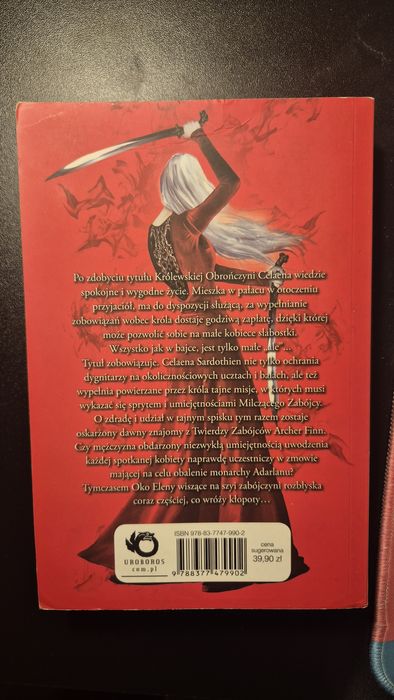 Po zdobyciu tytułu Królewskiej Obrończyni Celaena wiedzie
spokojne i wygodne życie. Mieszka w pałacu w otoczeniu
przyjaciół, ma do dyspozycji służącą, za wypełnianie
zobowiązań wobec króla dostaje godziwą zapłatę, dzięki której
może pozwolić sobie na małe kobiece słabostki.
Wszystko jak w bajce, jest tylko małe „ale”...
Tytuł zobowiązuje. Celaena Sardothien nie tylko ochrania
dygnitarzy na okolicznościowych ucztach i balach, ale też
wypełnia powierzane przez króla tajne misje, w których musi
wykazać się sprytem i umiejętnościami Milczącego Zabójcy.
O zdradę i udział w tajnym spisku tym razem zostaje
oskarżony dawny znajomy z Twierdzy Zabójców Archer Finn.
Czy mężczyzna obdarzony niezwykłą umiejętnością uwodzenia
każdej spotkanej kobiety naprawdę uczestniczy w zmowie
mającej na celu obalenie monarchy Adarlanu?
Tymczasem Oko Eleny wiszące na szyi zabójczyni rozbłyska
coraz częściej, co wróży kłopoty…
UROBOROS
com.pl
ISBN 978-83-7747-990-2
9 788377 479902
cena
sugerowana
39,90 zł